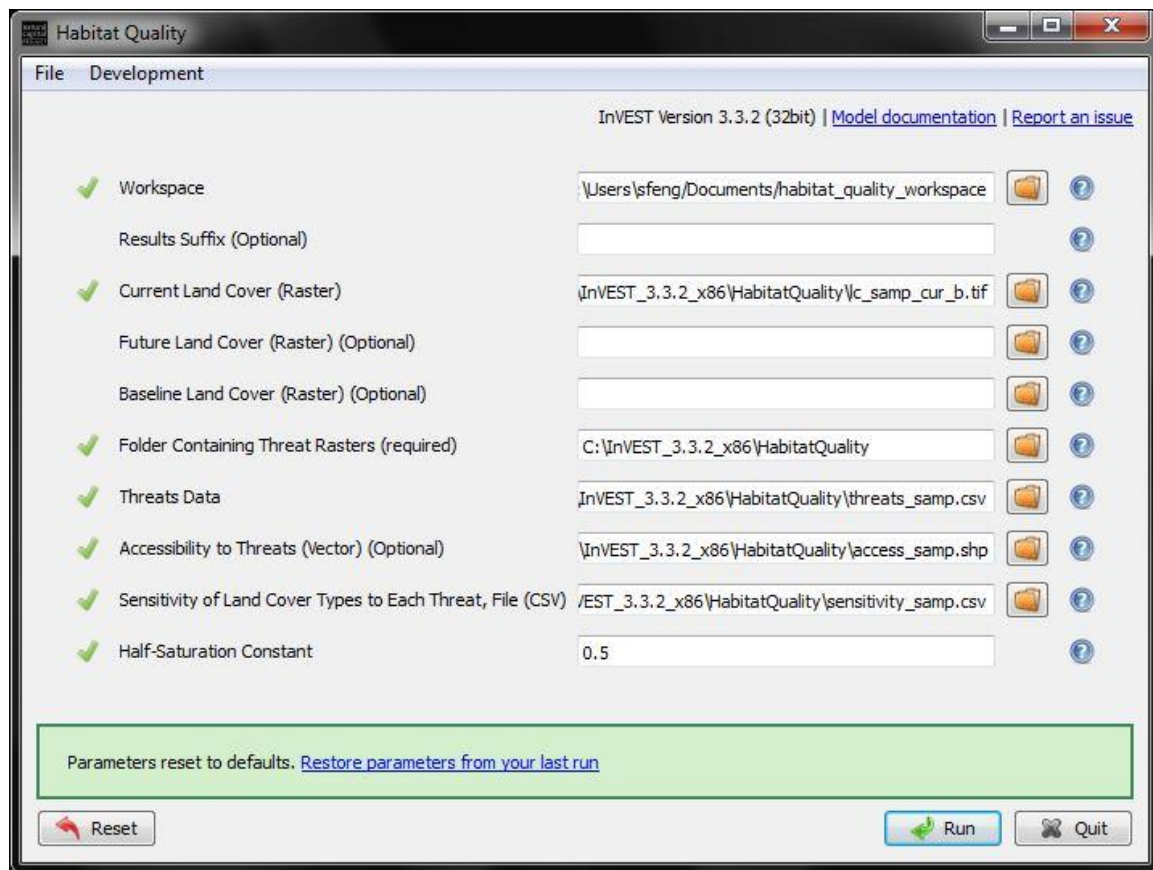 Habitat Quality
File Development
InVEST Version 3.3.2 (32bit) | Model documentation | Report an issue
Workspace :\Users\sfeng/Documents/habitat_quality_workspace
Results Suffix (Optional)
Current Land Cover (Raster) \InVEST_3.3.2_x86\HabitatQuality\lc_samp_cur_b.tif
Future Land Cover (Raster) (Optional)
Baseline Land Cover (Raster) (Optional)
Folder Containing Threat Rasters (required) C:\InVEST_3.3.2_x86\HabitatQuality
Threats Data \InVEST_3.3.2_x86\HabitatQuality\threats_samp.csv
Accessibility to Threats (Vector) (Optional) \InVEST_3.3.2_x86\HabitatQuality\access_samp.shp
Sensitivity of Land Cover Types to Each Threat, File (CSV) VEST_3.3.2_x86\HabitatQuality\sensitivity_samp.csv
Half-Saturation Constant 0.5
Parameters reset to defaults. Restore parameters from your last run
Reset Run Quit